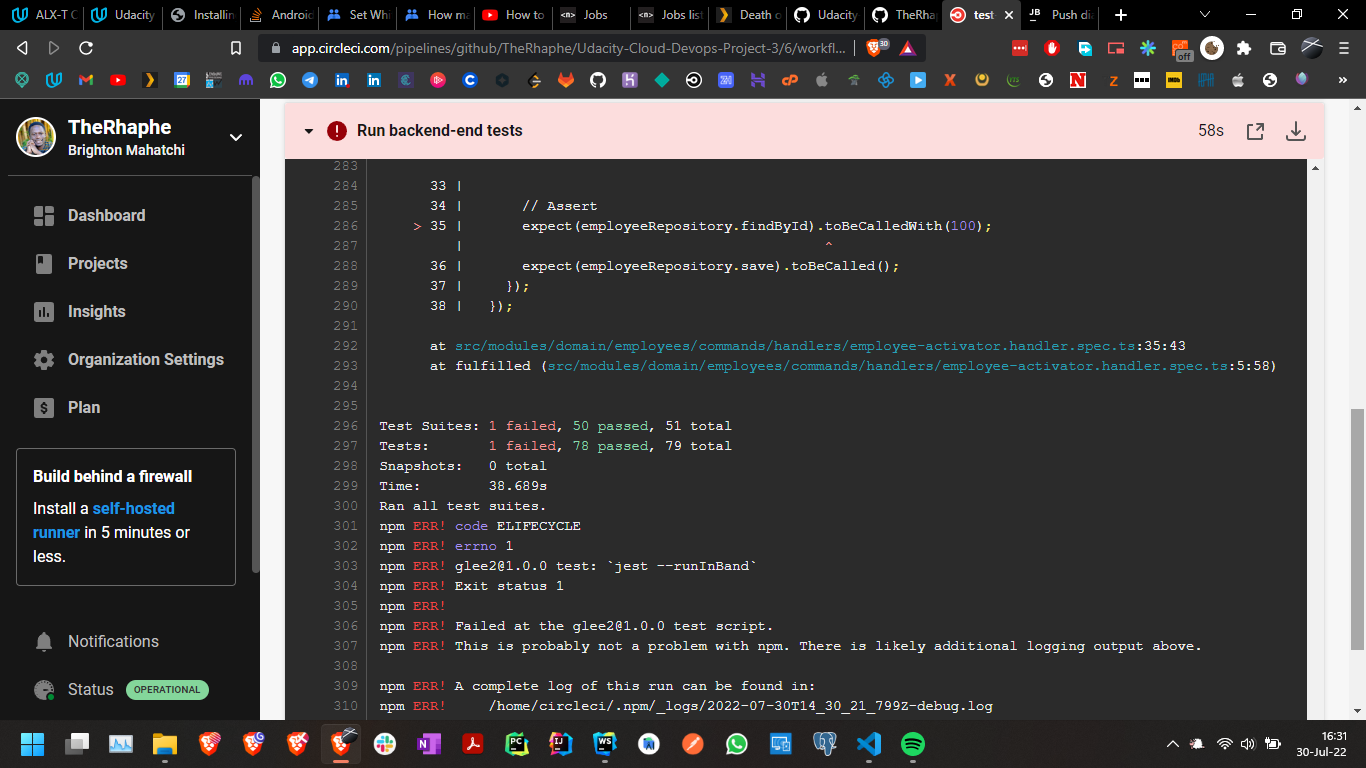 ALX-T C
Udacity
Installin
Android
Set Whi
How ma
How to
Jobs
Jobs list
Death o
Udacity
TheRhap
test
Push di
app.circleci.com/pipelines/github/TheRhaphe/Udacity-Cloud-Devops-Project-3/6/workfl...
30
off
TheRhaphe
Brighton Mahatchi
Dashboard
Projects
Insights
Organization Settings
Plan
Build behind a firewall
Install a self-hosted
runner in 5 minutes or
less.
Notifications
Status OPERATIONAL
Run backend-end tests 58s
283
284 33 |
285 34 | // Assert
286 > 35 | expect(employeeRepository.findById).toBeCalledWith(100);
287 | ^
288 36 | expect(employeeRepository.save).toBeCalled();
289 37 | });
290 38 | });
291
292 at src/modules/domain/employees/commands/handlers/employee-activator.handler.spec.ts:35:43
293 at fulfilled (src/modules/domain/employees/commands/handlers/employee-activator.handler.spec.ts:5:58)
294
295
296 Test Suites: 1 failed, 50 passed, 51 total
297 Tests: 1 failed, 78 passed, 79 total
298 Snapshots: 0 total
299 Time: 38.689s
300 Ran all test suites.
301 npm ERR! code ELIFECYCLE
302 npm ERR! errno 1
303 npm ERR! glee2@1.0.0 test: `jest --runInBand`
304 npm ERR! Exit status 1
305 npm ERR!
306 npm ERR! Failed at the glee2@1.0.0 test script.
307 npm ERR! This is probably not a problem with npm. There is likely additional logging output above.
308
309 npm ERR! A complete log of this run can be found in:
310 npm ERR! /home/circleci/.npm/_logs/2022-07-30T14_30_21_799Z-debug.log
16:31
30-Jul-22